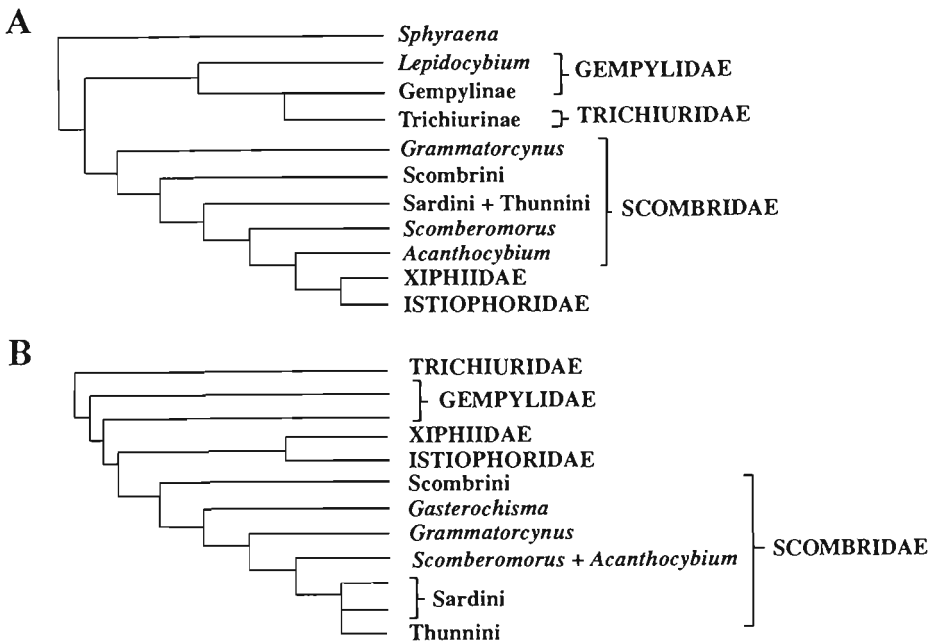 A
Sphyraena
Lepidocybium
GEMPYLIDAE
Gempylinae
Trichiurinae
TRICHIURIDAE
Grammatorcynus
Scombrini
Sardini + Thunnini
SCOMBRIDAE
Scomberomorus
Acanthocybium
XIPHIIDAE
ISTIOPHORIDAE
B
TRICHIURIDAE
GEMPYLIDAE
XIPHIIDAE
ISTIOPHORIDAE
Scombrini
Gasterochisma
Grammatorcynus
SCOMBRIDAE
Scomberomorus + Acanthocybium
Sardini
Thunnini